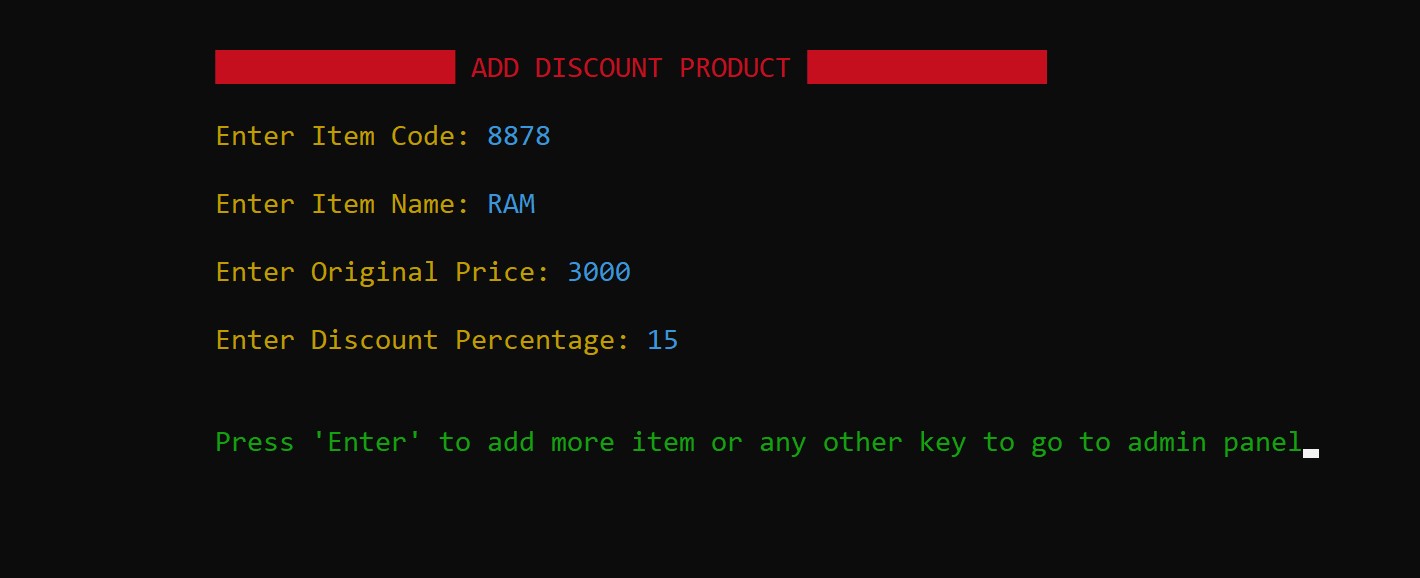 ADD DISCOUNT PRODUCT
Enter Item Code: 8878
Enter Item Name: RAM
Enter Original Price: 3000
Enter Discount Percentage: 15
Press 'Enter' to add more item or any other key to go to admin panel